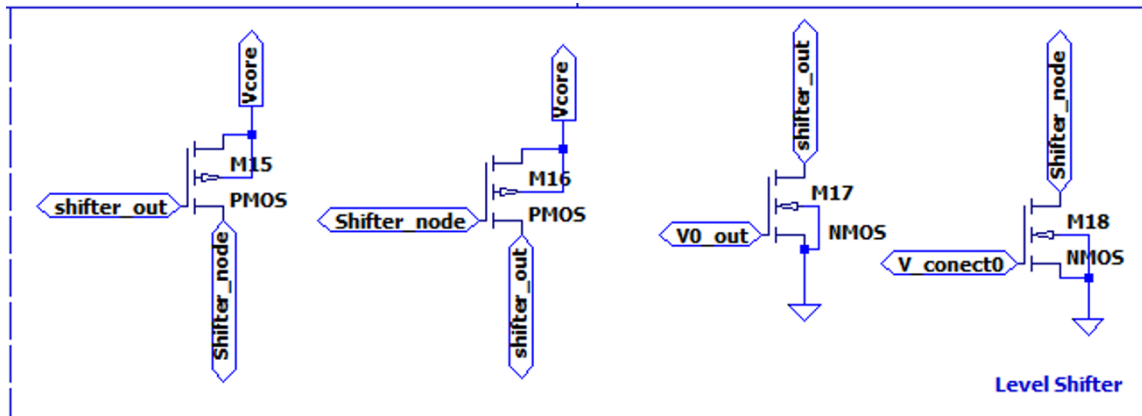 Vcore
M15
PMOS
shifter_out
Shifter_node
Vcore
M16
PMOS
Shifter_node
shifter_out
shifter_out
M17
NMOS
V0_out
Shifter_node
M18
NMOS
V_conect0
Level Shifter